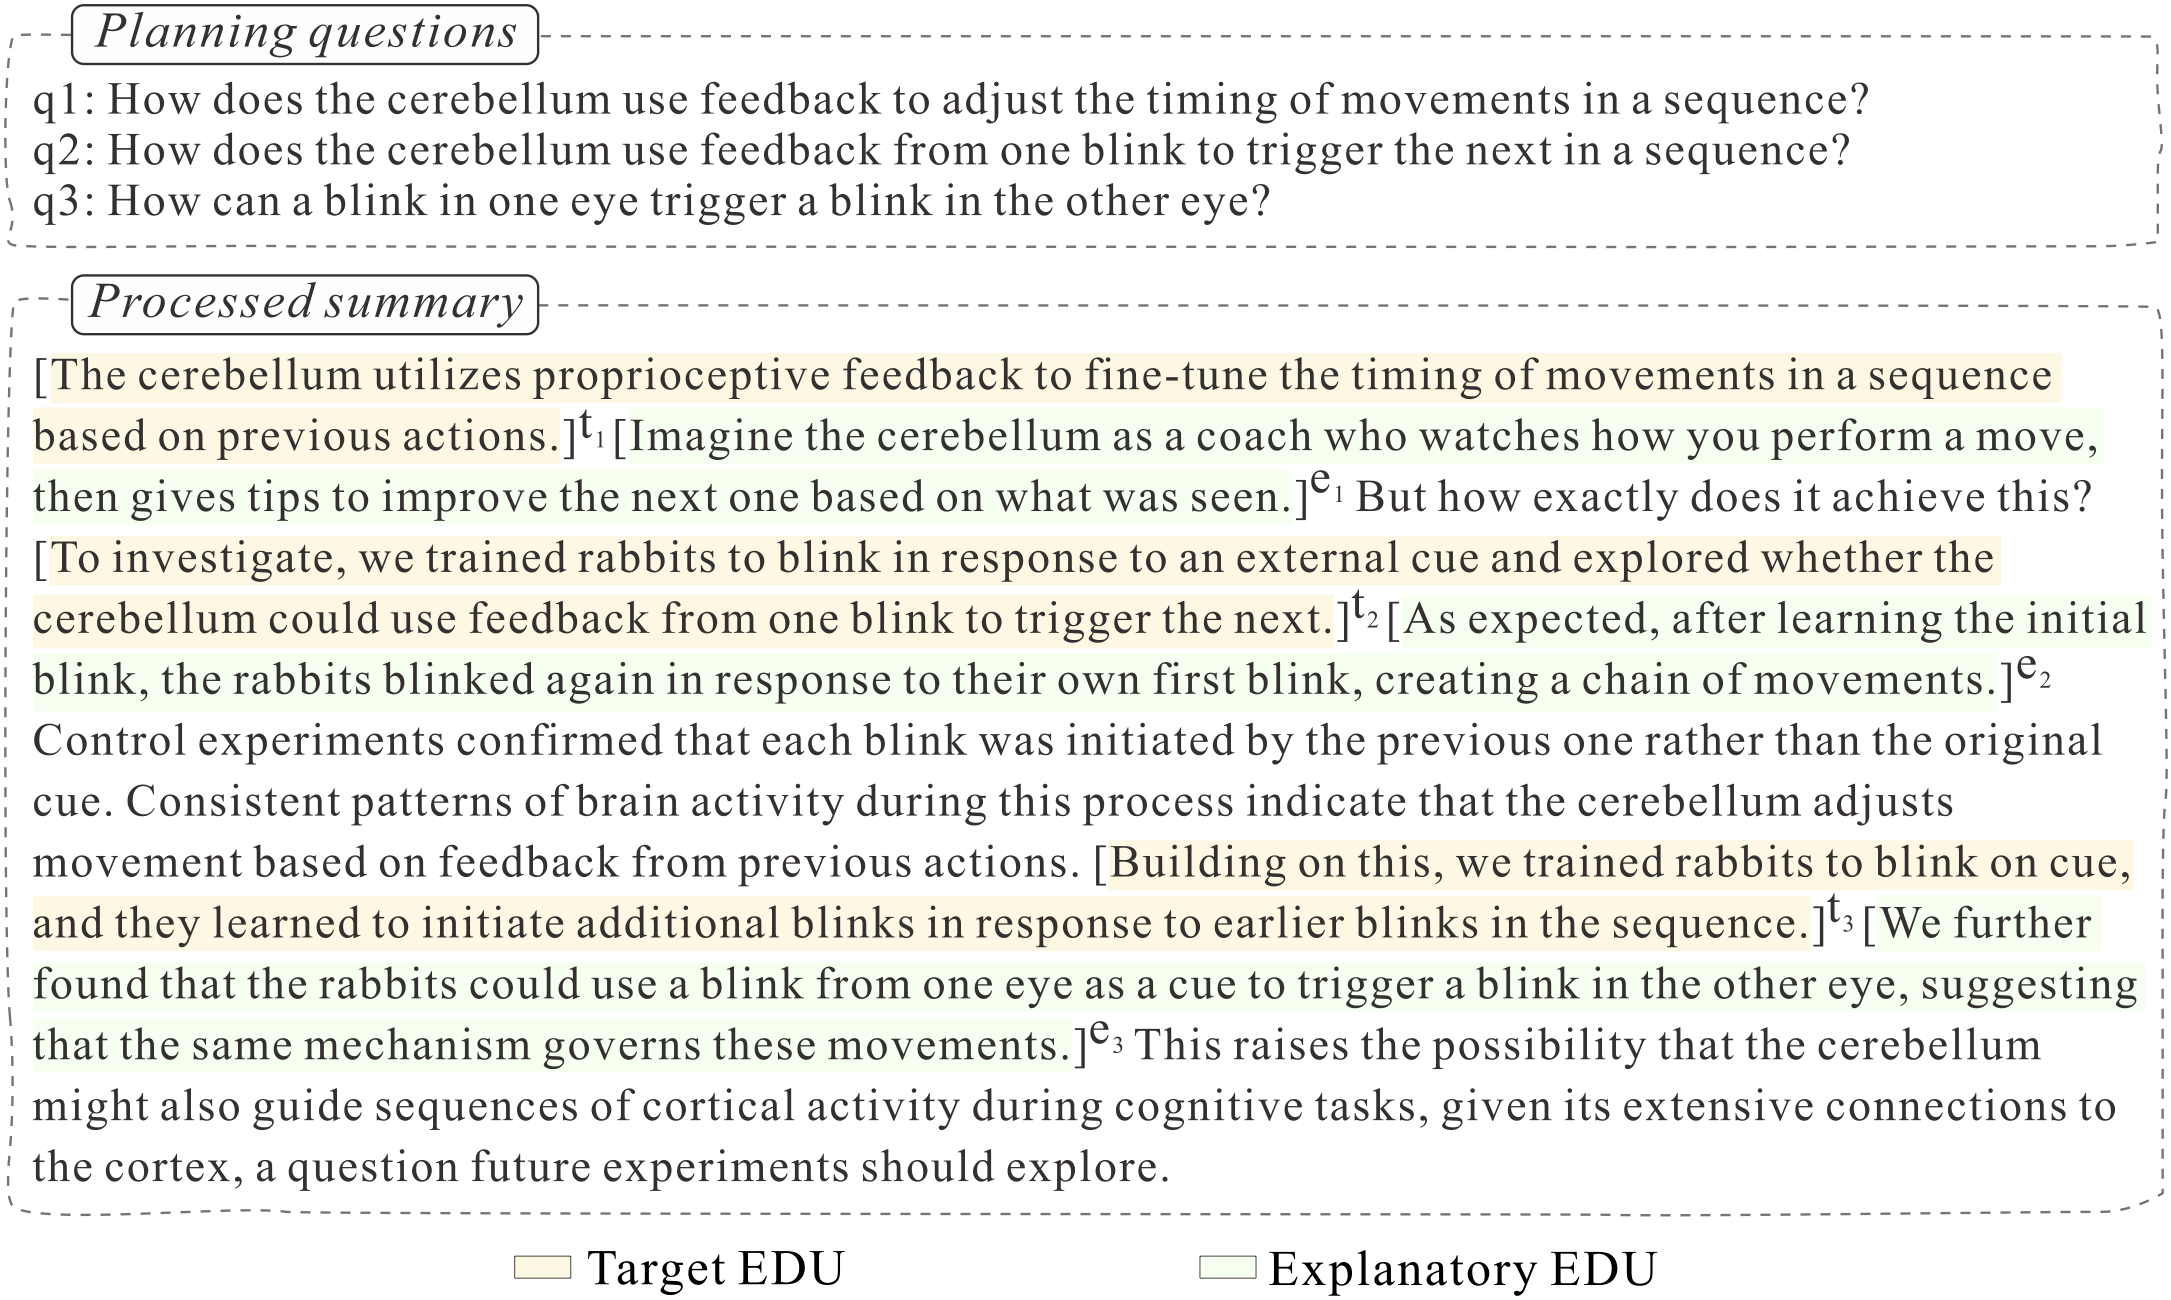 Planning questions
q1: How does the cerebellum use feedback to adjust the timing of movements in a sequence?
q2: How does the cerebellum use feedback from one blink to trigger the next in a sequence?
q3: How can a blink in one eye trigger a blink in the other eye?
Processed summary
[The cerebellum utilizes proprioceptive feedback to fine-tune the timing of movements in a sequence
based on previous actions.]t1 [Imagine the cerebellum as a coach who watches how you perform a move,
then gives tips to improve the next one based on what was seen.]e1 But how exactly does it achieve this?
[To investigate, we trained rabbits to blink in response to an external cue and explored whether the
cerebellum could use feedback from one blink to trigger the next.]t2 [As expected, after learning the initial
blink, the rabbits blinked again in response to their own first blink, creating a chain of movements.]e2
Control experiments confirmed that each blink was initiated by the previous one rather than the original
cue. Consistent patterns of brain activity during this process indicate that the cerebellum adjusts
movement based on feedback from previous actions. [Building on this, we trained rabbits to blink on cue,
and they learned to initiate additional blinks in response to earlier blinks in the sequence.]t3 [We further
found that the rabbits could use a blink from one eye as a cue to trigger a blink in the other eye, suggesting
that the same mechanism governs these movements.]e3 This raises the possibility that the cerebellum
might also guide sequences of cortical activity during cognitive tasks, given its extensive connections to
the cortex, a question future experiments should explore.
Target EDU
Explanatory EDU